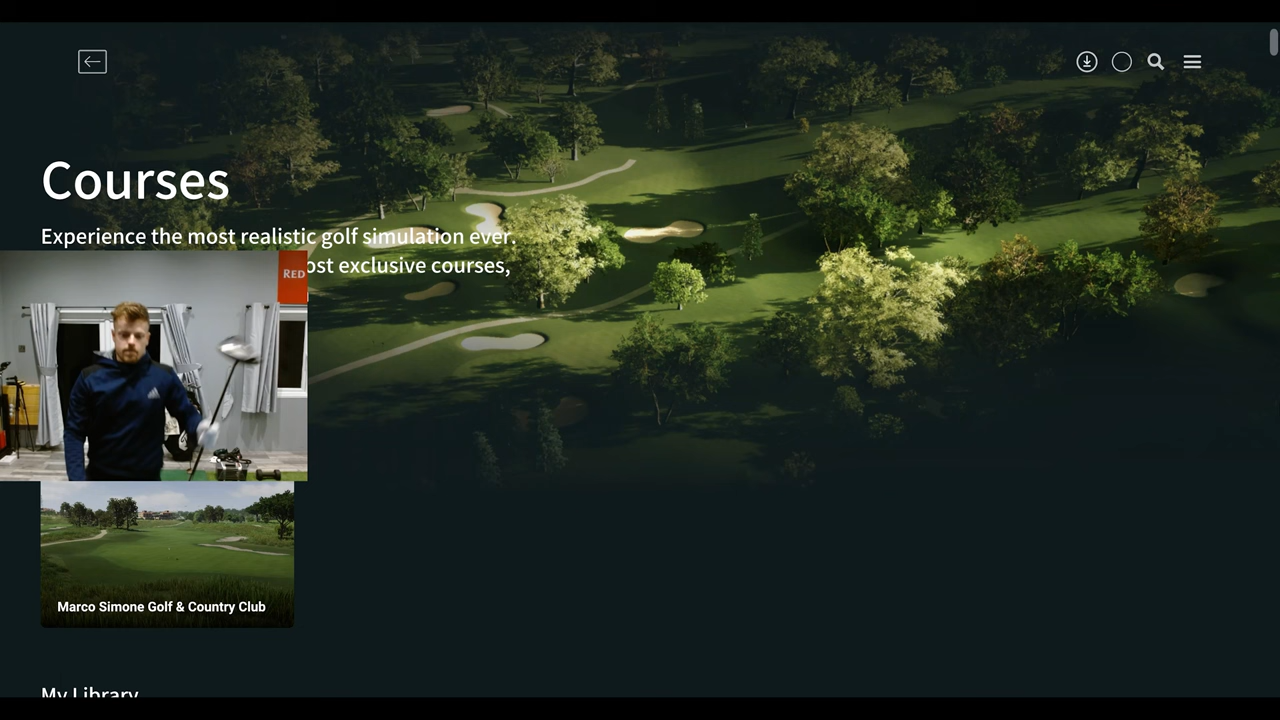 Courses
Experience the most realistic golf simulation ever.
ost exclusive courses,
RED
Marco Simone Golf & Country Club
My Library